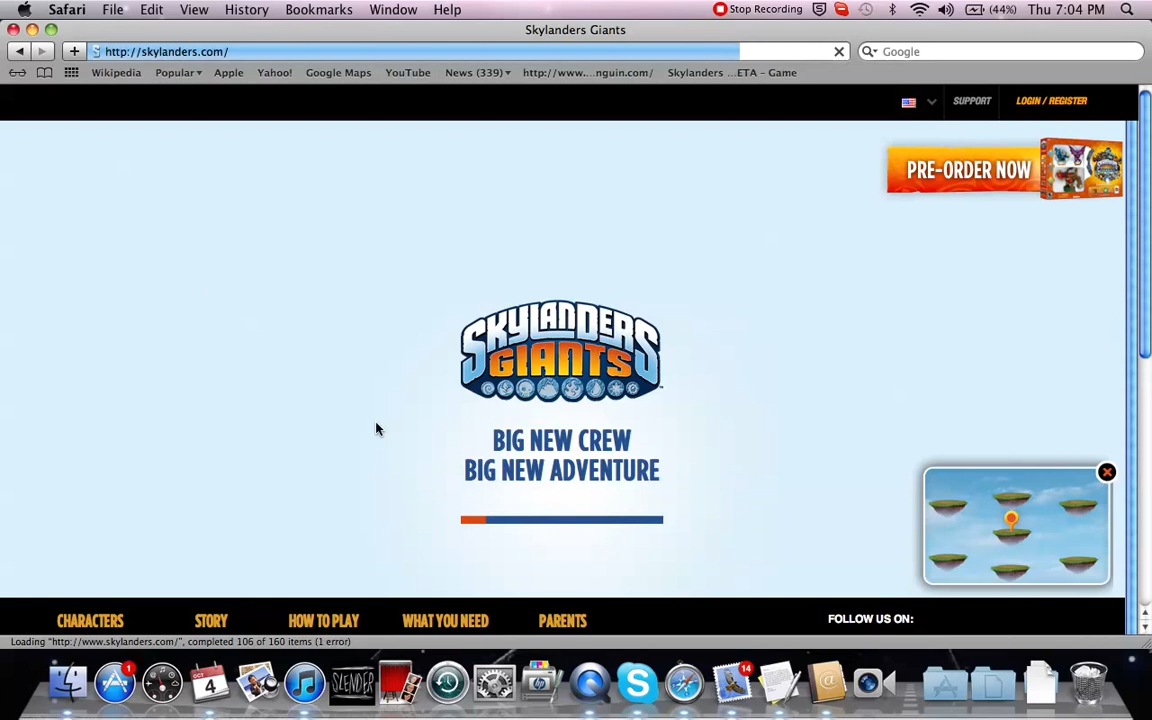 Safari File Edit View History Bookmarks Window Help Stop Recording (44%) Thu 7:04 PM
Skylanders Giants
http://skylanders.com/ Google
Wikipedia Popular Apple Yahoo! Google Maps YouTube News (339) http://www....nguin.com/ Skylanders ...ETA - Game
SUPPORT LOGIN / REGISTER
PRE-ORDER NOW
SKYLANDERS
GIANTS
BIG NEW CREW
BIG NEW ADVENTURE
CHARACTERS STORY HOW TO PLAY WHAT YOU NEED PARENTS FOLLOW US ON:
Loading "http://www.skylanders.com/", completed 106 of 160 items (1 error)
1
OCT
4
SLENDER
14